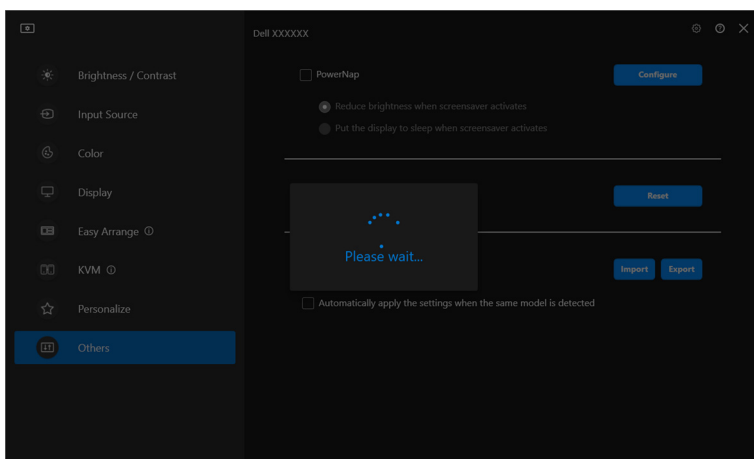 Dell XXXXXX
Brightness / Contrast
Input Source
Color
Display
Easy Arrange
KVM
Personalize
Others
PowerNap
Configure
Reduce brightness when screensaver activates
Put the display to sleep when screensaver activates
Reset
Please wait...
Import Export
Automatically apply the settings when the same model is detected